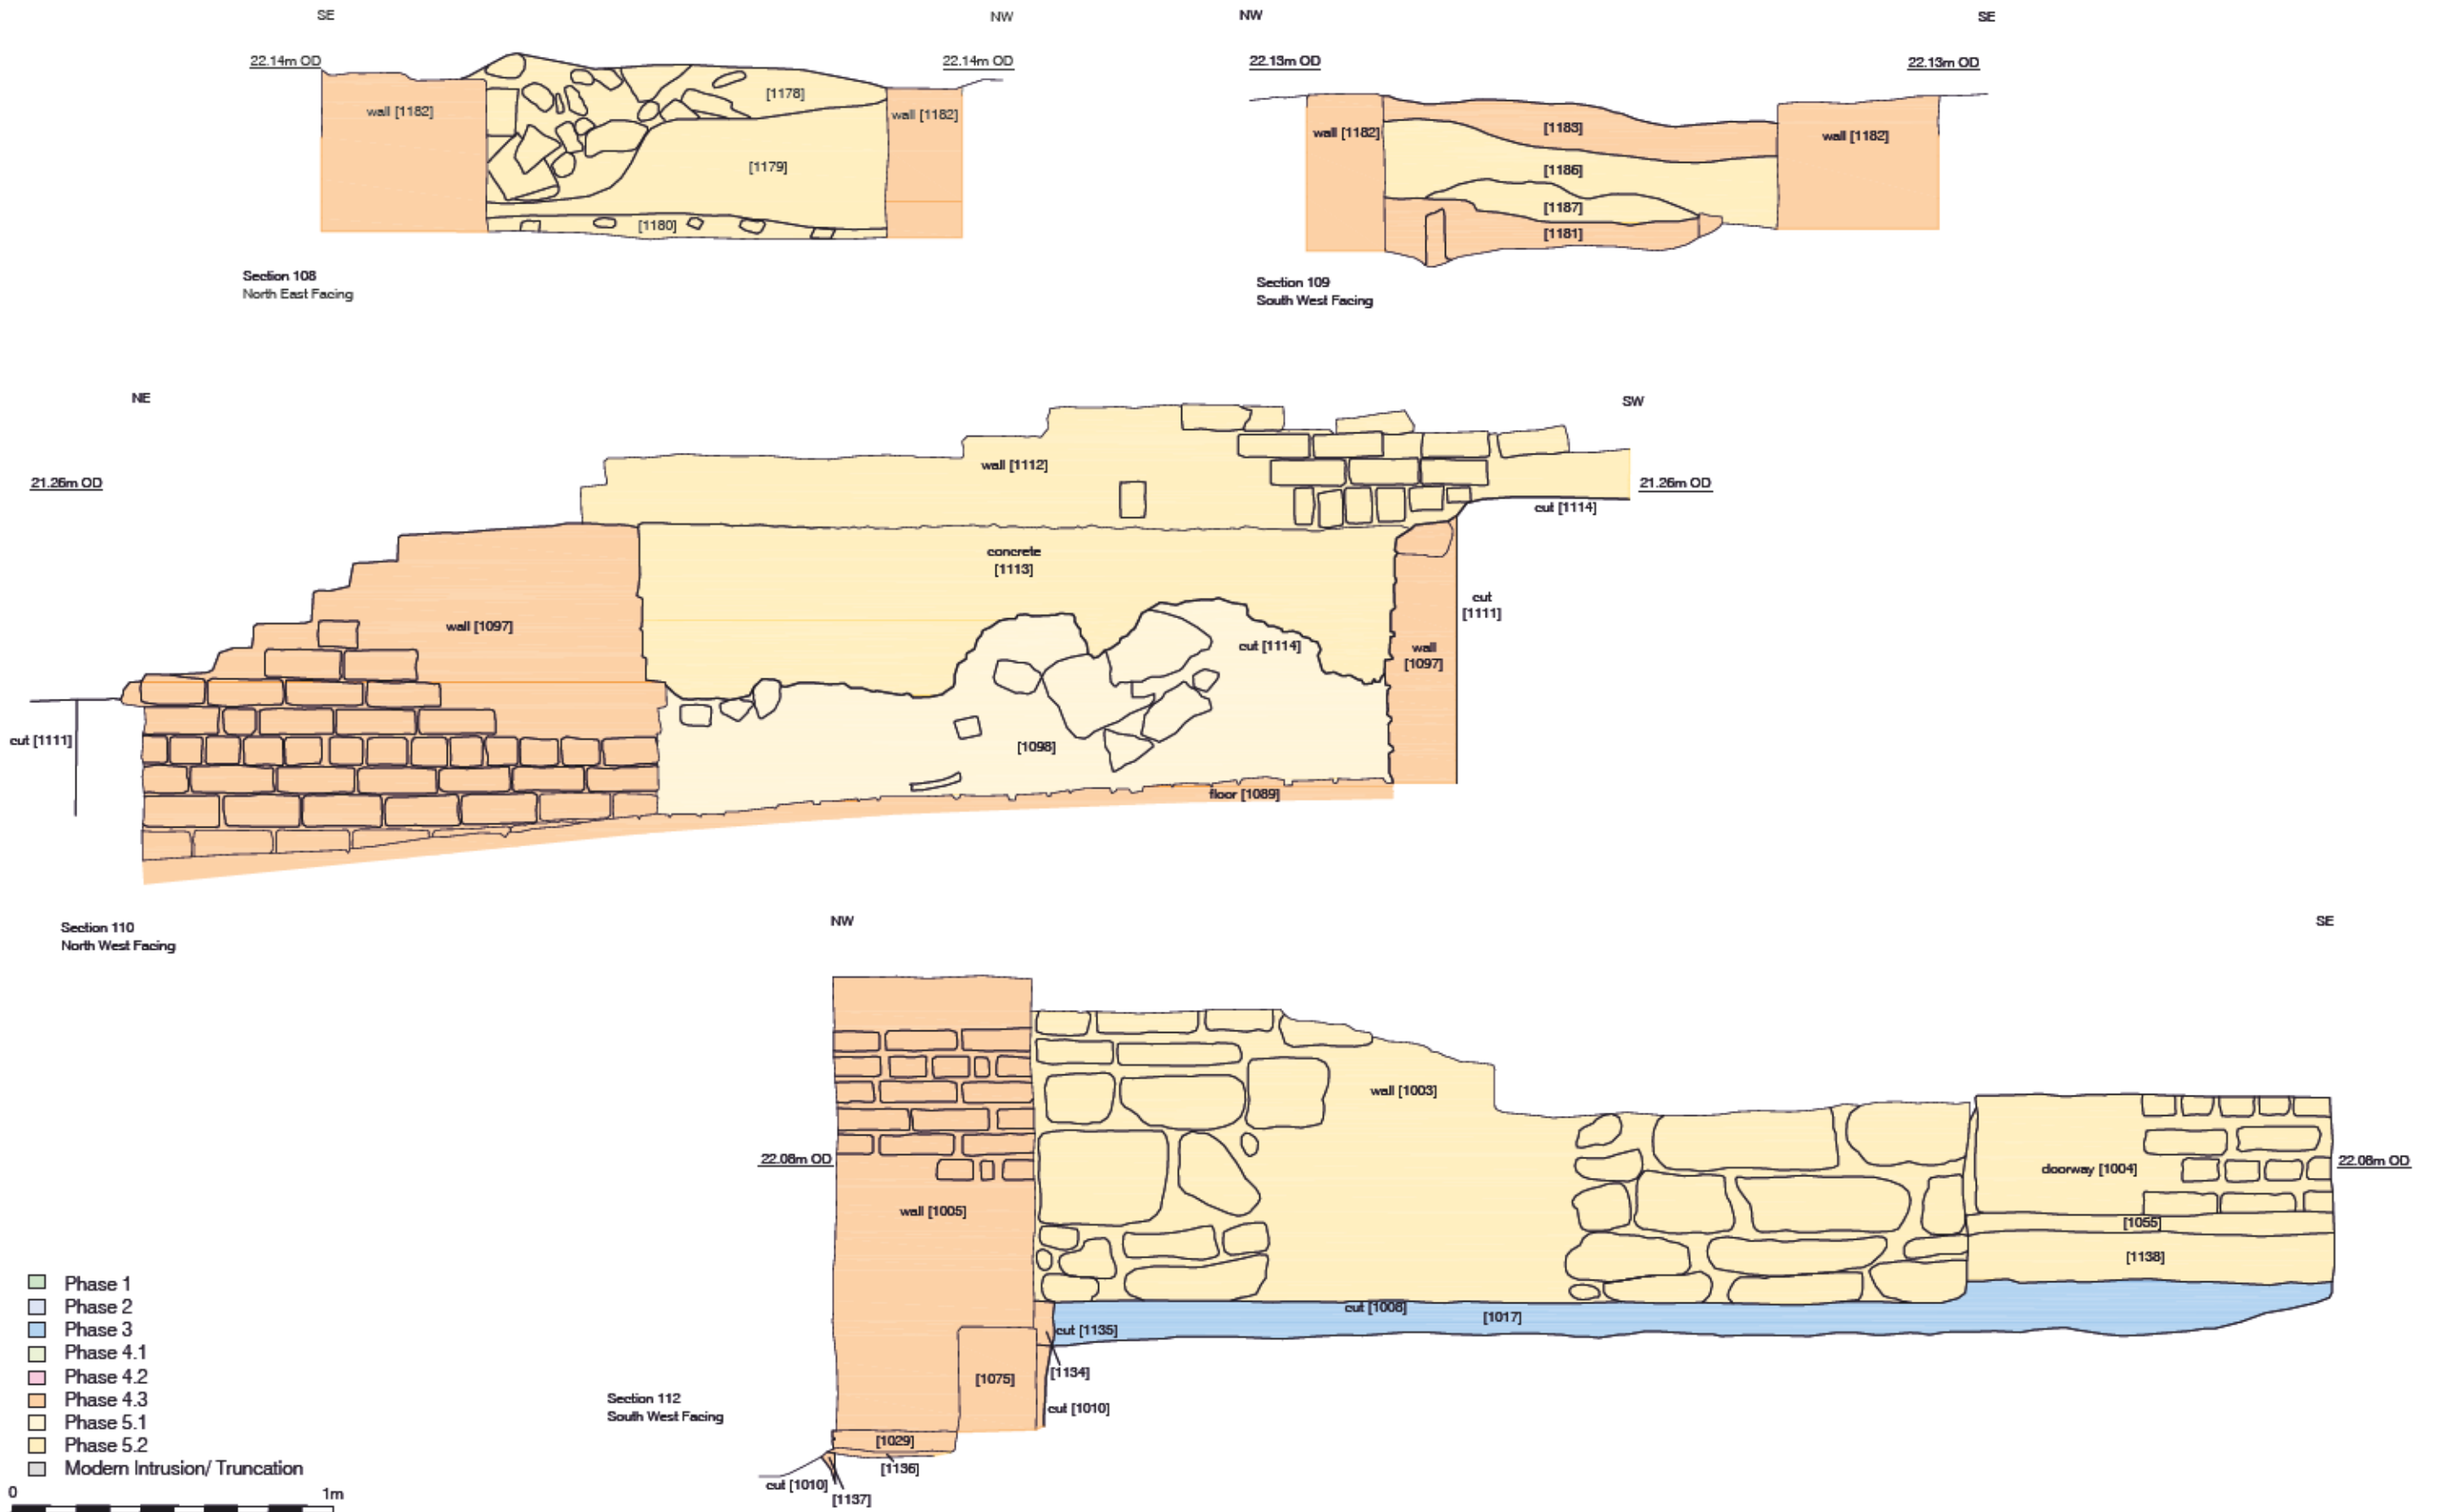 SE
NW
NW
SE
22.14m OD
22.14m OD
22.13m OD
22.13m OD
wall [1182]
[1178]
wall [1182]
[1179]
[1180]
wall [1182]
[1183]
wall [1182]
[1186]
[1187]
[1181]
Section 108
North East Facing
Section 109
South West Facing
NE
SW
21.26m OD
wall [1112]
21.26m OD
cut [1114]
concrete
[1113]
cut
[1111]
wall [1097]
cut [1114]
wall
[1097]
cut [1111]
[1098]
floor [1089]
Section 110
North West Facing
NW
SE
wall [1003]
22.08m OD
doorway [1004]
22.08m OD
wall [1005]
[1055]
[1138]
cut [1008]
[1017]
cut [1135]
[1134]
[1075]
cut [1010]
Section 112
South West Facing
[1029]
[1136]
cut [1010]
[1137]
Phase 1
Phase 2
Phase 3
Phase 4.1
Phase 4.2
Phase 4.3
Phase 5.1
Phase 5.2
Modern Intrusion/ Truncation
0 1m